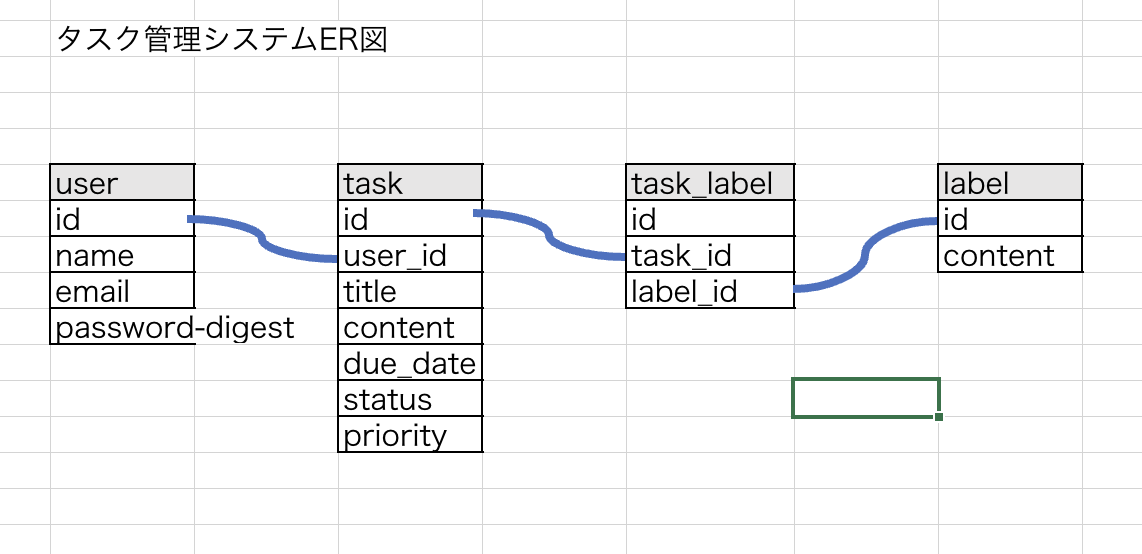 タスク管理システムER図
user
id
name
email
password-digest
task
id
user_id
title
content
due_date
status
priority
task_label
id
task_id
label_id
label
id
content